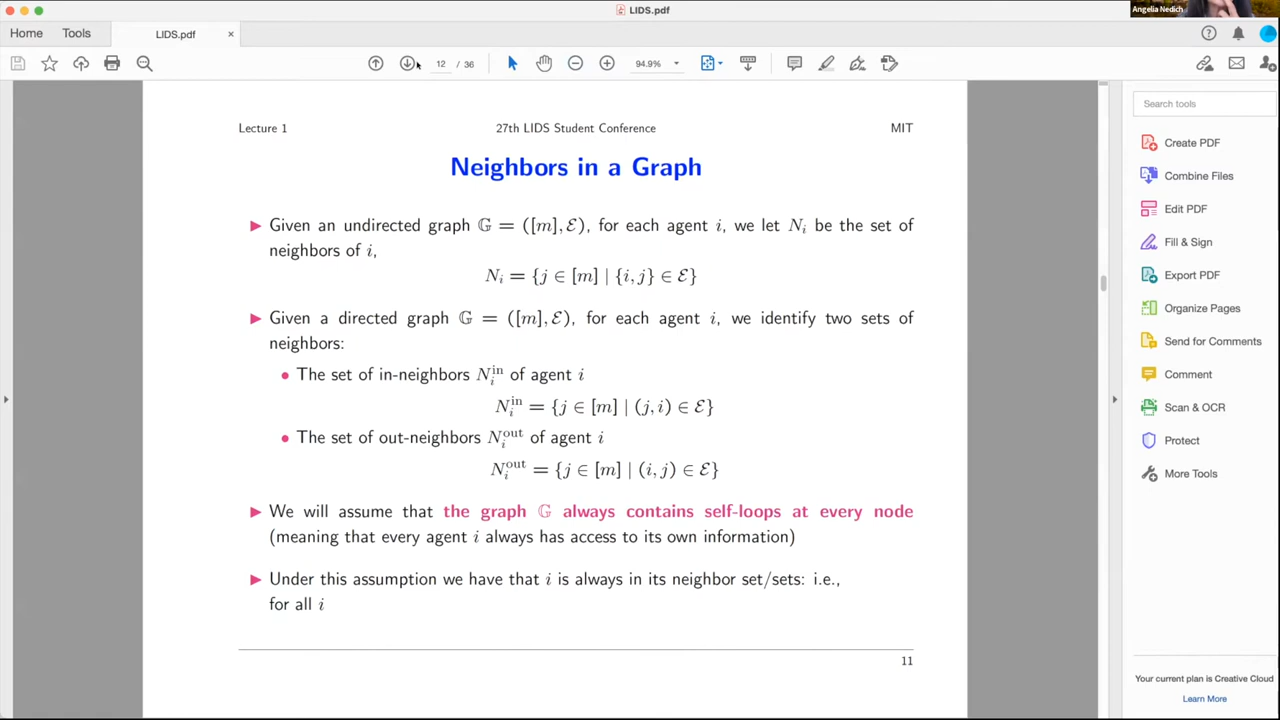 LIDS.pdf
Angelia Nedich
Home
Tools
LIDS.pdf
×
12 / 36
94.9%
Search tools
Create PDF
Combine Files
Edit PDF
Fill & Sign
Export PDF
Organize Pages
Send for Comments
Comment
Scan & OCR
Protect
More Tools
Your current plan is Creative Cloud
Learn More
Lecture 1 27th LIDS Student Conference MIT
Neighbors in a Graph
▶ Given an undirected graph 𝔾 = ([m], ℰ), for each agent i, we let Nᵢ be the set of
neighbors of i,
Nᵢ = {j ∈ [m] | {i, j} ∈ ℰ}
▶ Given a directed graph 𝔾 = ([m], ℰ), for each agent i, we identify two sets of
neighbors:
• The set of in-neighbors Nᵢⁱⁿ of agent i
Nᵢⁱⁿ = {j ∈ [m] | (j, i) ∈ ℰ}
• The set of out-neighbors Nᵢᵒᵘᵗ of agent i
Nᵢᵒᵘᵗ = {j ∈ [m] | (i, j) ∈ ℰ}
▶ We will assume that the graph 𝔾 always contains self-loops at every node
(meaning that every agent i always has access to its own information)
▶ Under this assumption we have that i is always in its neighbor set/sets: i.e.,
for all i
11